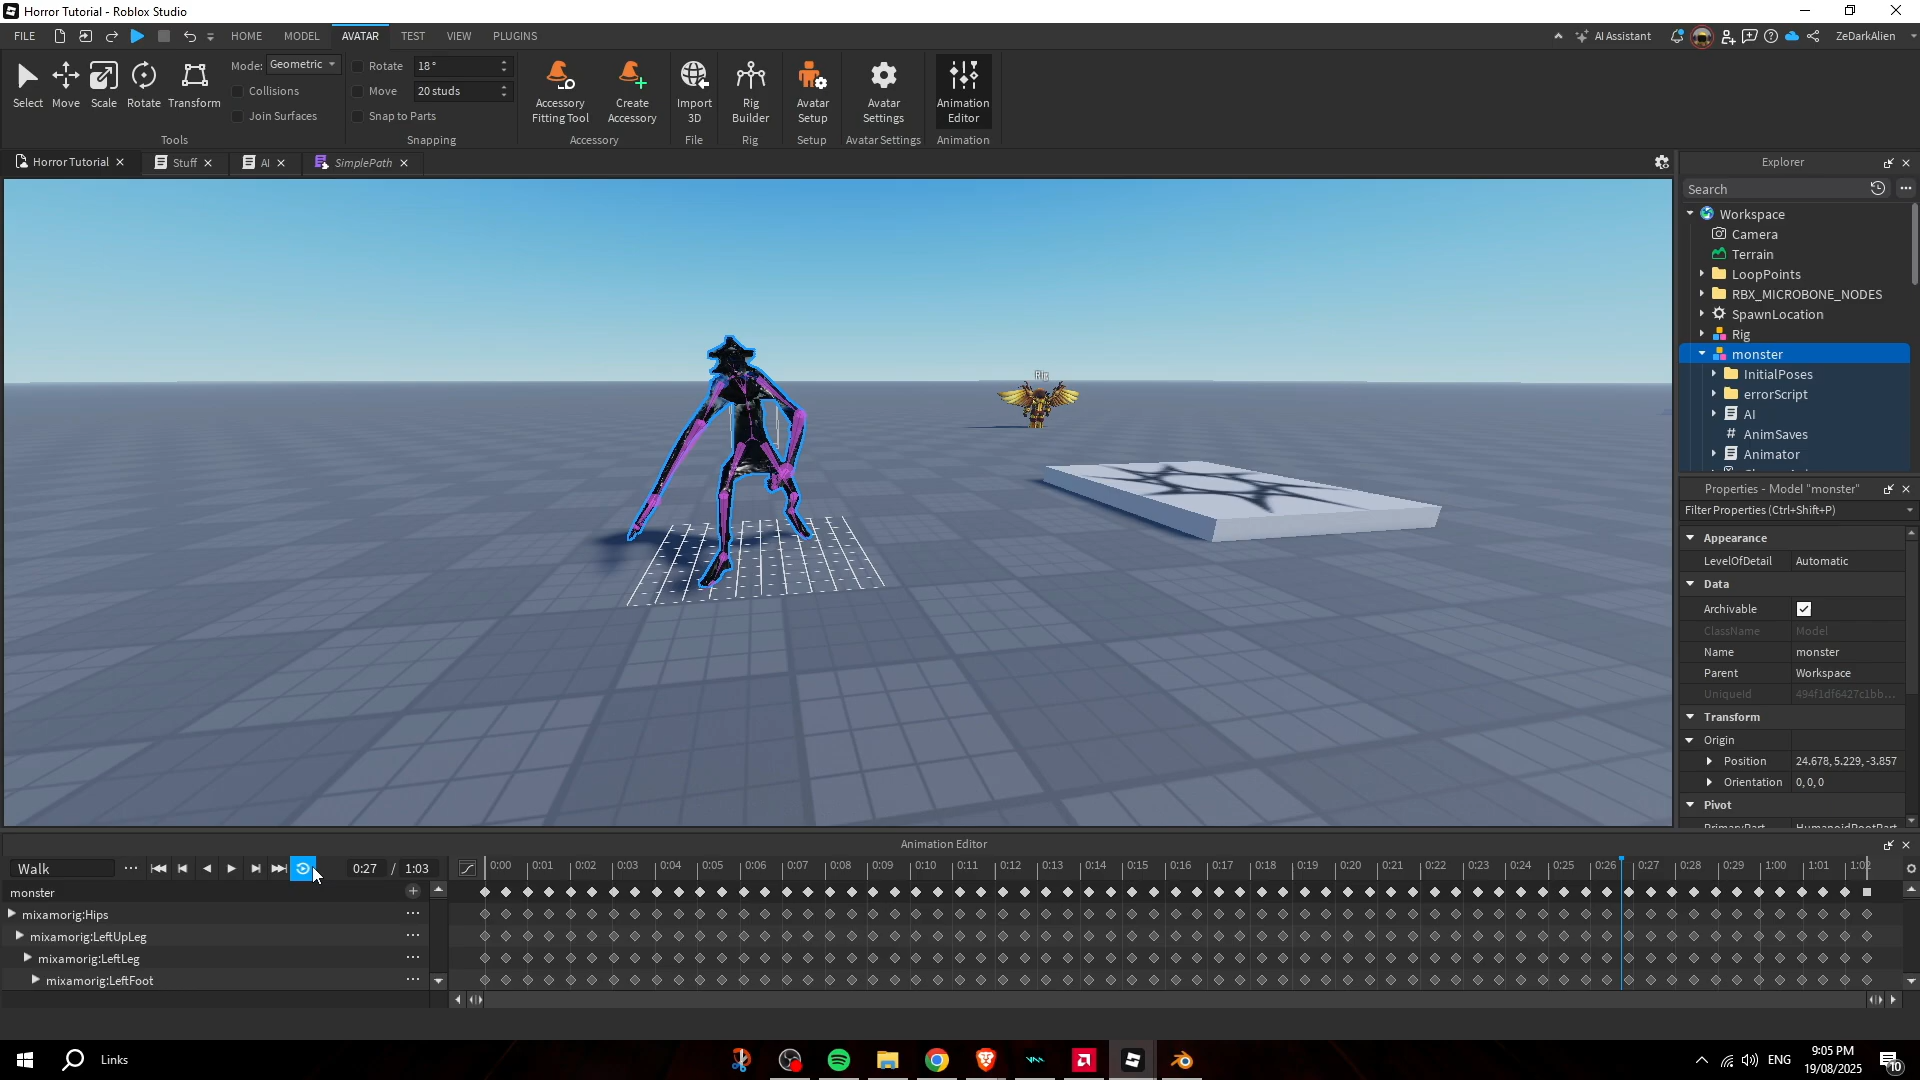 Horror Tutorial - Roblox Studio
FILE HOME MODEL AVATAR TEST VIEW PLUGINS AI Assistant ZeDarkAlien
Select Move Scale Rotate Transform
Mode: Geometric
Collisions
Join Surfaces
Tools
Rotate 18°
Move 20 studs
Snap to Parts
Snapping
Accessory Fitting Tool
Create Accessory
Accessory
Import 3D
File
Rig Builder
Rig
Avatar Setup
Setup
Avatar Settings
Avatar Settings
Animation Editor
Animation
Horror Tutorial Stuff AI SimplePath
Rig
Explorer
Search
Workspace
Camera
Terrain
LoopPoints
RBX_MICROBONE_NODES
SpawnLocation
Rig
monster
InitialPoses
errorScript
AI
AnimSaves
Animator
Properties - Model "monster"
Filter Properties (Ctrl+Shift+P)
Appearance
LevelOfDetail Automatic
Data
Archivable
ClassName Model
Name monster
Parent Workspace
UniqueId 494f1df6427c1bb...
Transform
Origin
Position 24.678, 5.229, -3.857
Orientation 0, 0, 0
Pivot
PrimaryPart HumanoidRootPart
Animation Editor
Walk 0:27 / 1:03
0:00 0:01 0:02 0:03 0:04 0:05 0:06 0:07 0:08 0:09 0:10 0:11 0:12 0:13 0:14 0:15 0:16 0:17 0:18 0:19 0:20 0:21 0:22 0:23 0:24 0:25 0:26 0:27 0:28 0:29 1:00 1:01 1:02
monster
mixamorig:Hips
mixamorig:LeftUpLeg
mixamorig:LeftLeg
mixamorig:LeftFoot
Links
ENG
9:05 PM
19/08/2025
10